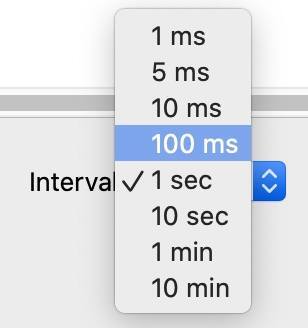 1 ms
5 ms
10 ms
100 ms
Interval ✓ 1 sec
10 sec
1 min
10 min